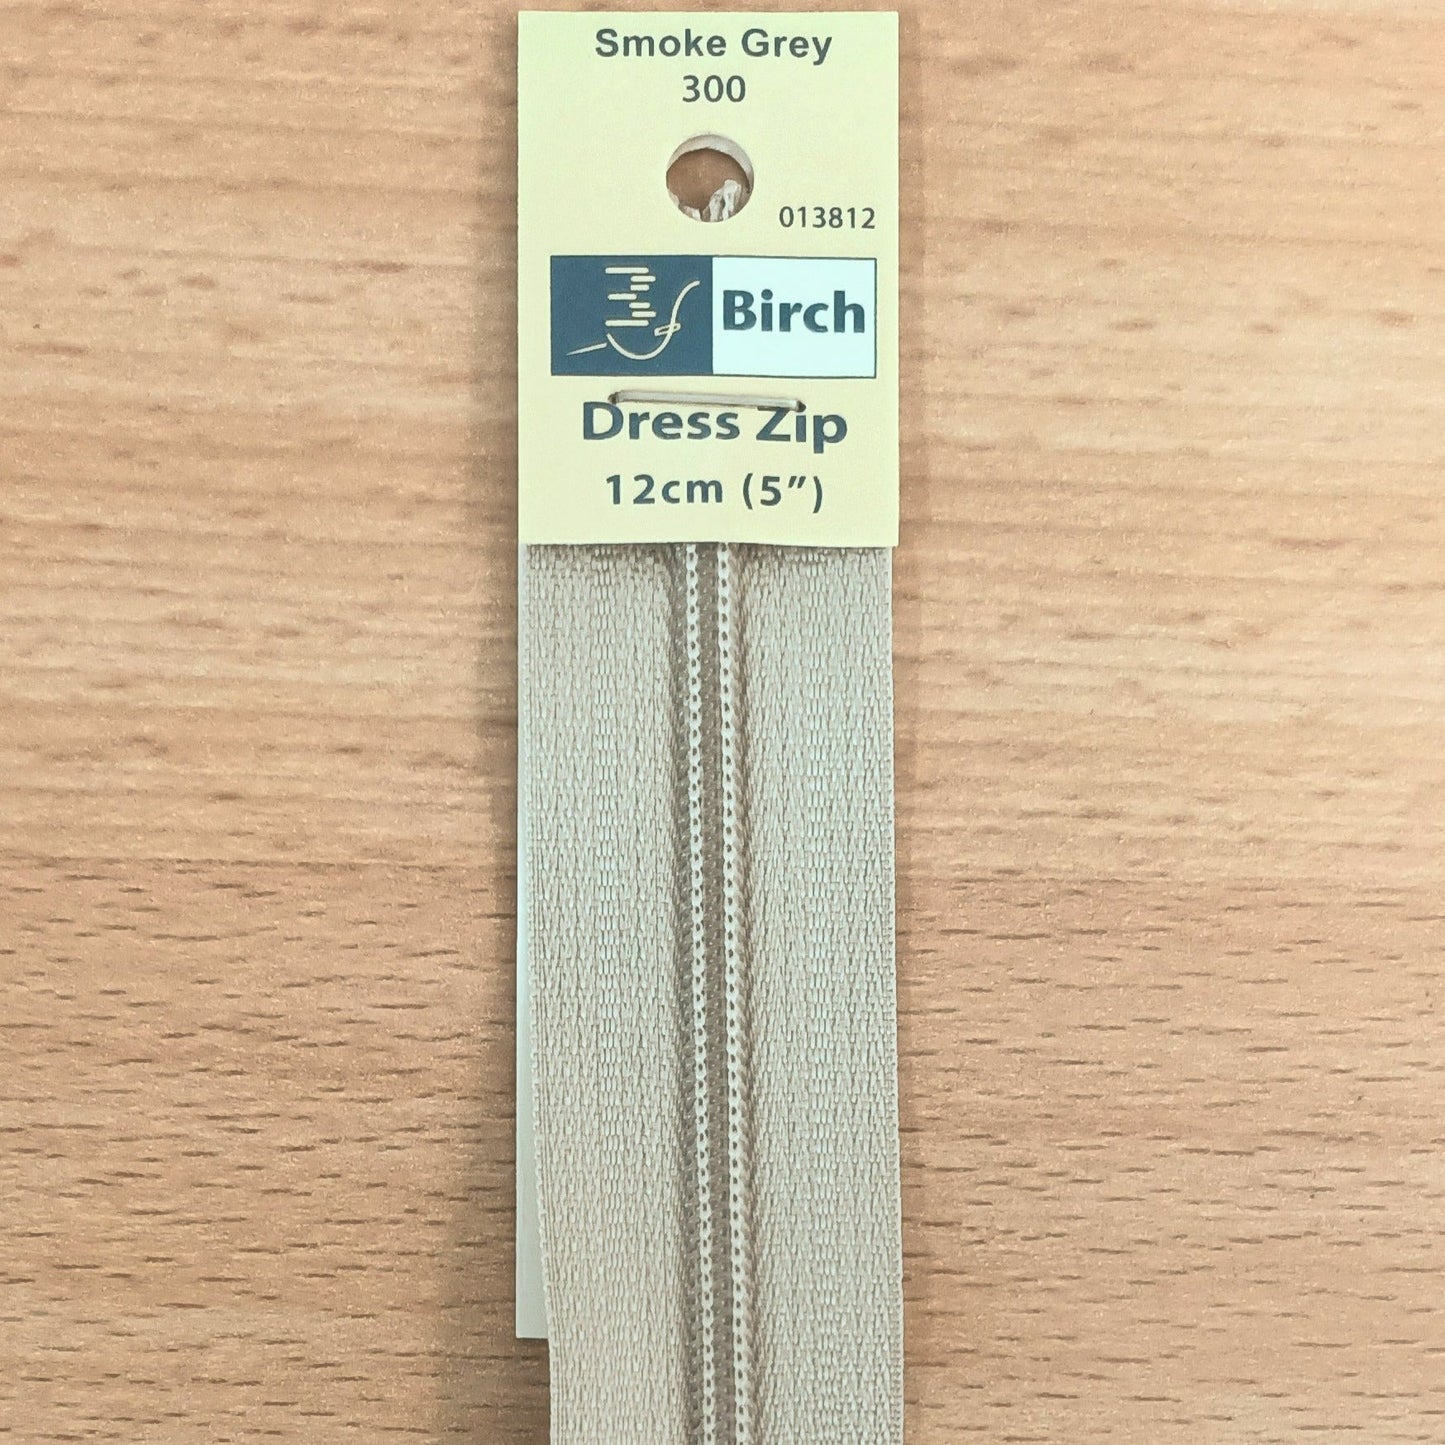 Smoke Grey
300
013812
Birch
Dress Zip
12cm (5″)